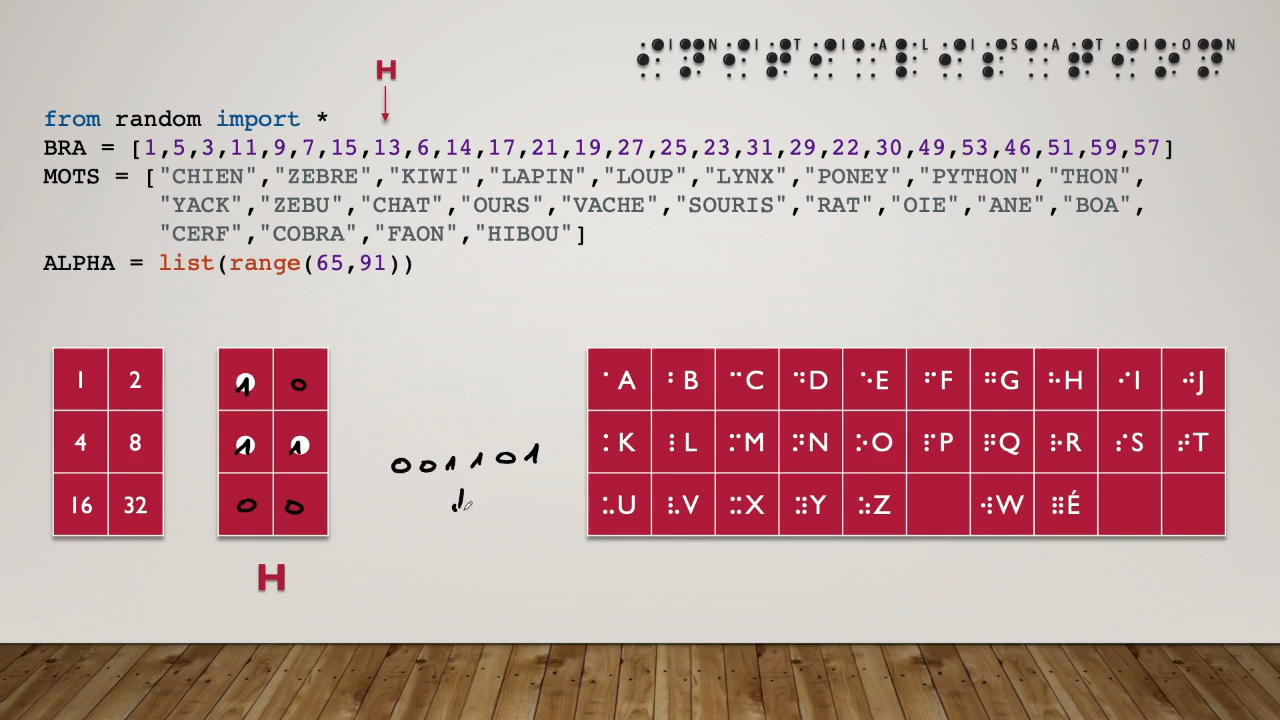 INITIALISATION
H
from random import *
BRA = [1,5,3,11,9,7,15,13,6,14,17,21,19,27,25,23,31,29,22,30,49,53,46,51,59,57]
MOTS = ["CHIEN","ZEBRE","KIWI","LAPIN","LOUP","LYNX","PONEY","PYTHON","THON",
"YACK","ZEBU","CHAT","OURS","VACHE","SOURIS","RAT","OIE","ANE","BOA",
"CERF","COBRA","FAON","HIBOU"]
ALPHA = list(range(65,91))
1 2
4 8
16 32
1 0
1 1
0 0
H
001101
⠁A ⠃B ⠉C ⠙D ⠑E ⠋F ⠛G ⠓H ⠊I ⠚J
⠅K ⠇L ⠍M ⠝N ⠕O ⠏P ⠟Q ⠗R ⠎S ⠞T
⠥U ⠧V ⠭X ⠽Y ⠵Z ⠺W ⠿É